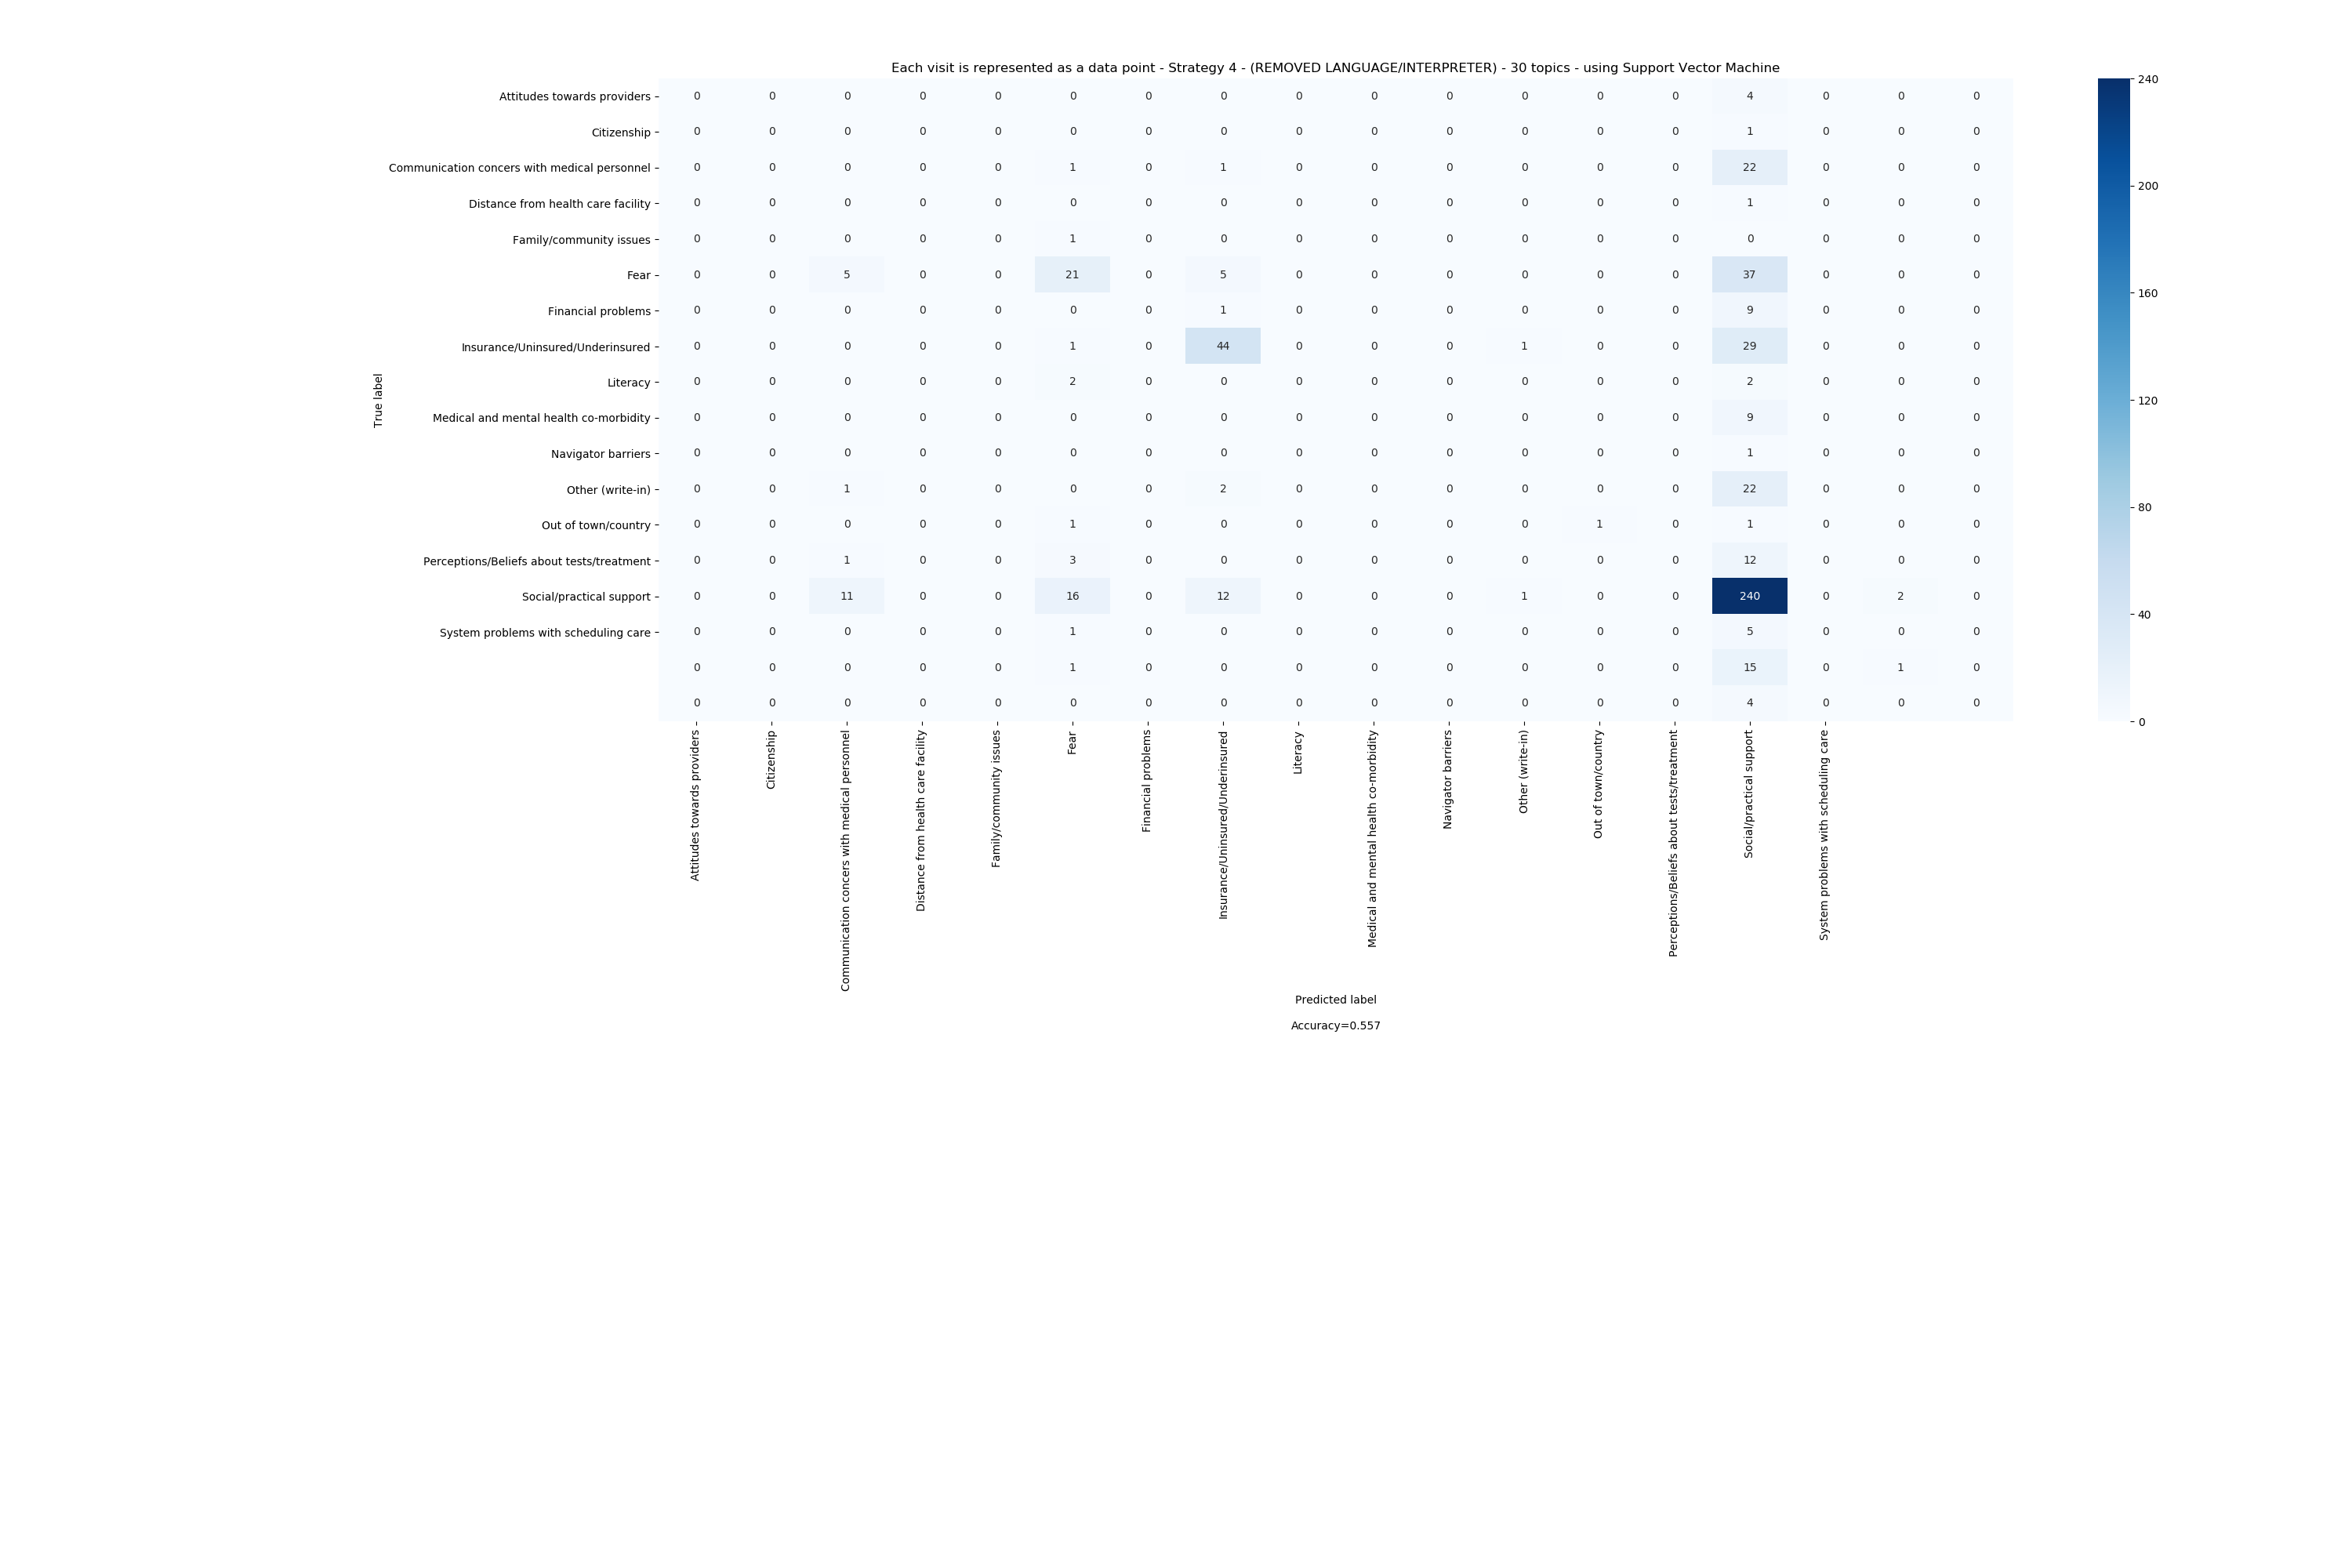 Each visit is represented as a data point - Strategy 4 - (REMOVED LANGUAGE/INTERPRETER) - 30 topics - using Support Vector Machine
Attitudes towards providers 0 0 0 0 0 0 0 0 0 0 0 0 0 0 4 0 0 0
Citizenship 0 0 0 0 0 0 0 0 0 0 0 0 0 0 1 0 0 0
Communication concers with medical personnel 0 0 0 0 0 1 0 1 0 0 0 0 0 0 22 0 0 0
Distance from health care facility 0 0 0 0 0 0 0 0 0 0 0 0 0 0 1 0 0 0
Family/community issues 0 0 0 0 0 1 0 0 0 0 0 0 0 0 0 0 0 0
Fear 0 0 5 0 0 21 0 5 0 0 0 0 0 0 37 0 0 0
Financial problems 0 0 0 0 0 0 0 1 0 0 0 0 0 0 9 0 0 0
Insurance/Uninsured/Underinsured 0 0 0 0 0 1 0 44 0 0 0 1 0 0 29 0 0 0
Literacy 0 0 0 0 0 2 0 0 0 0 0 0 0 0 2 0 0 0
Medical and mental health co-morbidity 0 0 0 0 0 0 0 0 0 0 0 0 0 0 9 0 0 0
Navigator barriers 0 0 0 0 0 0 0 0 0 0 0 0 0 0 1 0 0 0
Other (write-in) 0 0 1 0 0 0 0 2 0 0 0 0 0 0 22 0 0 0
Out of town/country 0 0 0 0 0 1 0 0 0 0 0 0 1 0 1 0 0 0
Perceptions/Beliefs about tests/treatment 0 0 1 0 0 3 0 0 0 0 0 0 0 0 12 0 0 0
Social/practical support 0 0 11 0 0 16 0 12 0 0 0 1 0 0 240 0 2 0
System problems with scheduling care 0 0 0 0 0 1 0 0 0 0 0 0 0 0 5 0 0 0
0 0 0 0 0 1 0 0 0 0 0 0 0 0 15 0 1 0
0 0 0 0 0 0 0 0 0 0 0 0 0 0 4 0 0 0
True label
240
200
160
120
80
40
0
Attitudes towards providers
Citizenship
Communication concers with medical personnel
Distance from health care facility
Family/community issues
Fear
Financial problems
Insurance/Uninsured/Underinsured
Literacy
Medical and mental health co-morbidity
Navigator barriers
Other (write-in)
Out of town/country
Perceptions/Beliefs about tests/treatment
Social/practical support
System problems with scheduling care
Predicted label
Accuracy=0.557